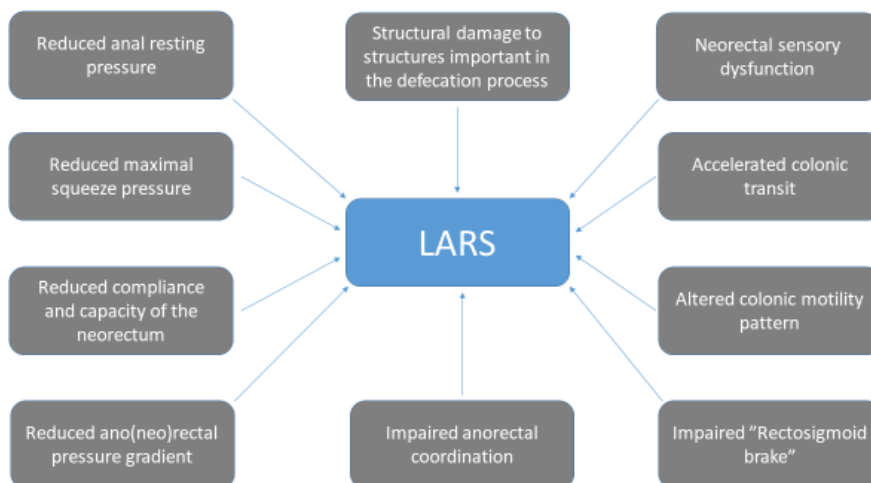 Reduced anal resting
pressure
Structural damage to
structures important in
the defecation process
Neorectal sensory
dysfunction
Reduced maximal
squeeze pressure
Accelerated colonic
transit
LARS
Reduced compliance
and capacity of the
neorectum
Altered colonic motility
pattern
Reduced ano(neo)rectal
pressure gradient
Impaired anorectal
coordination
Impaired ”Rectosigmoid
brake”